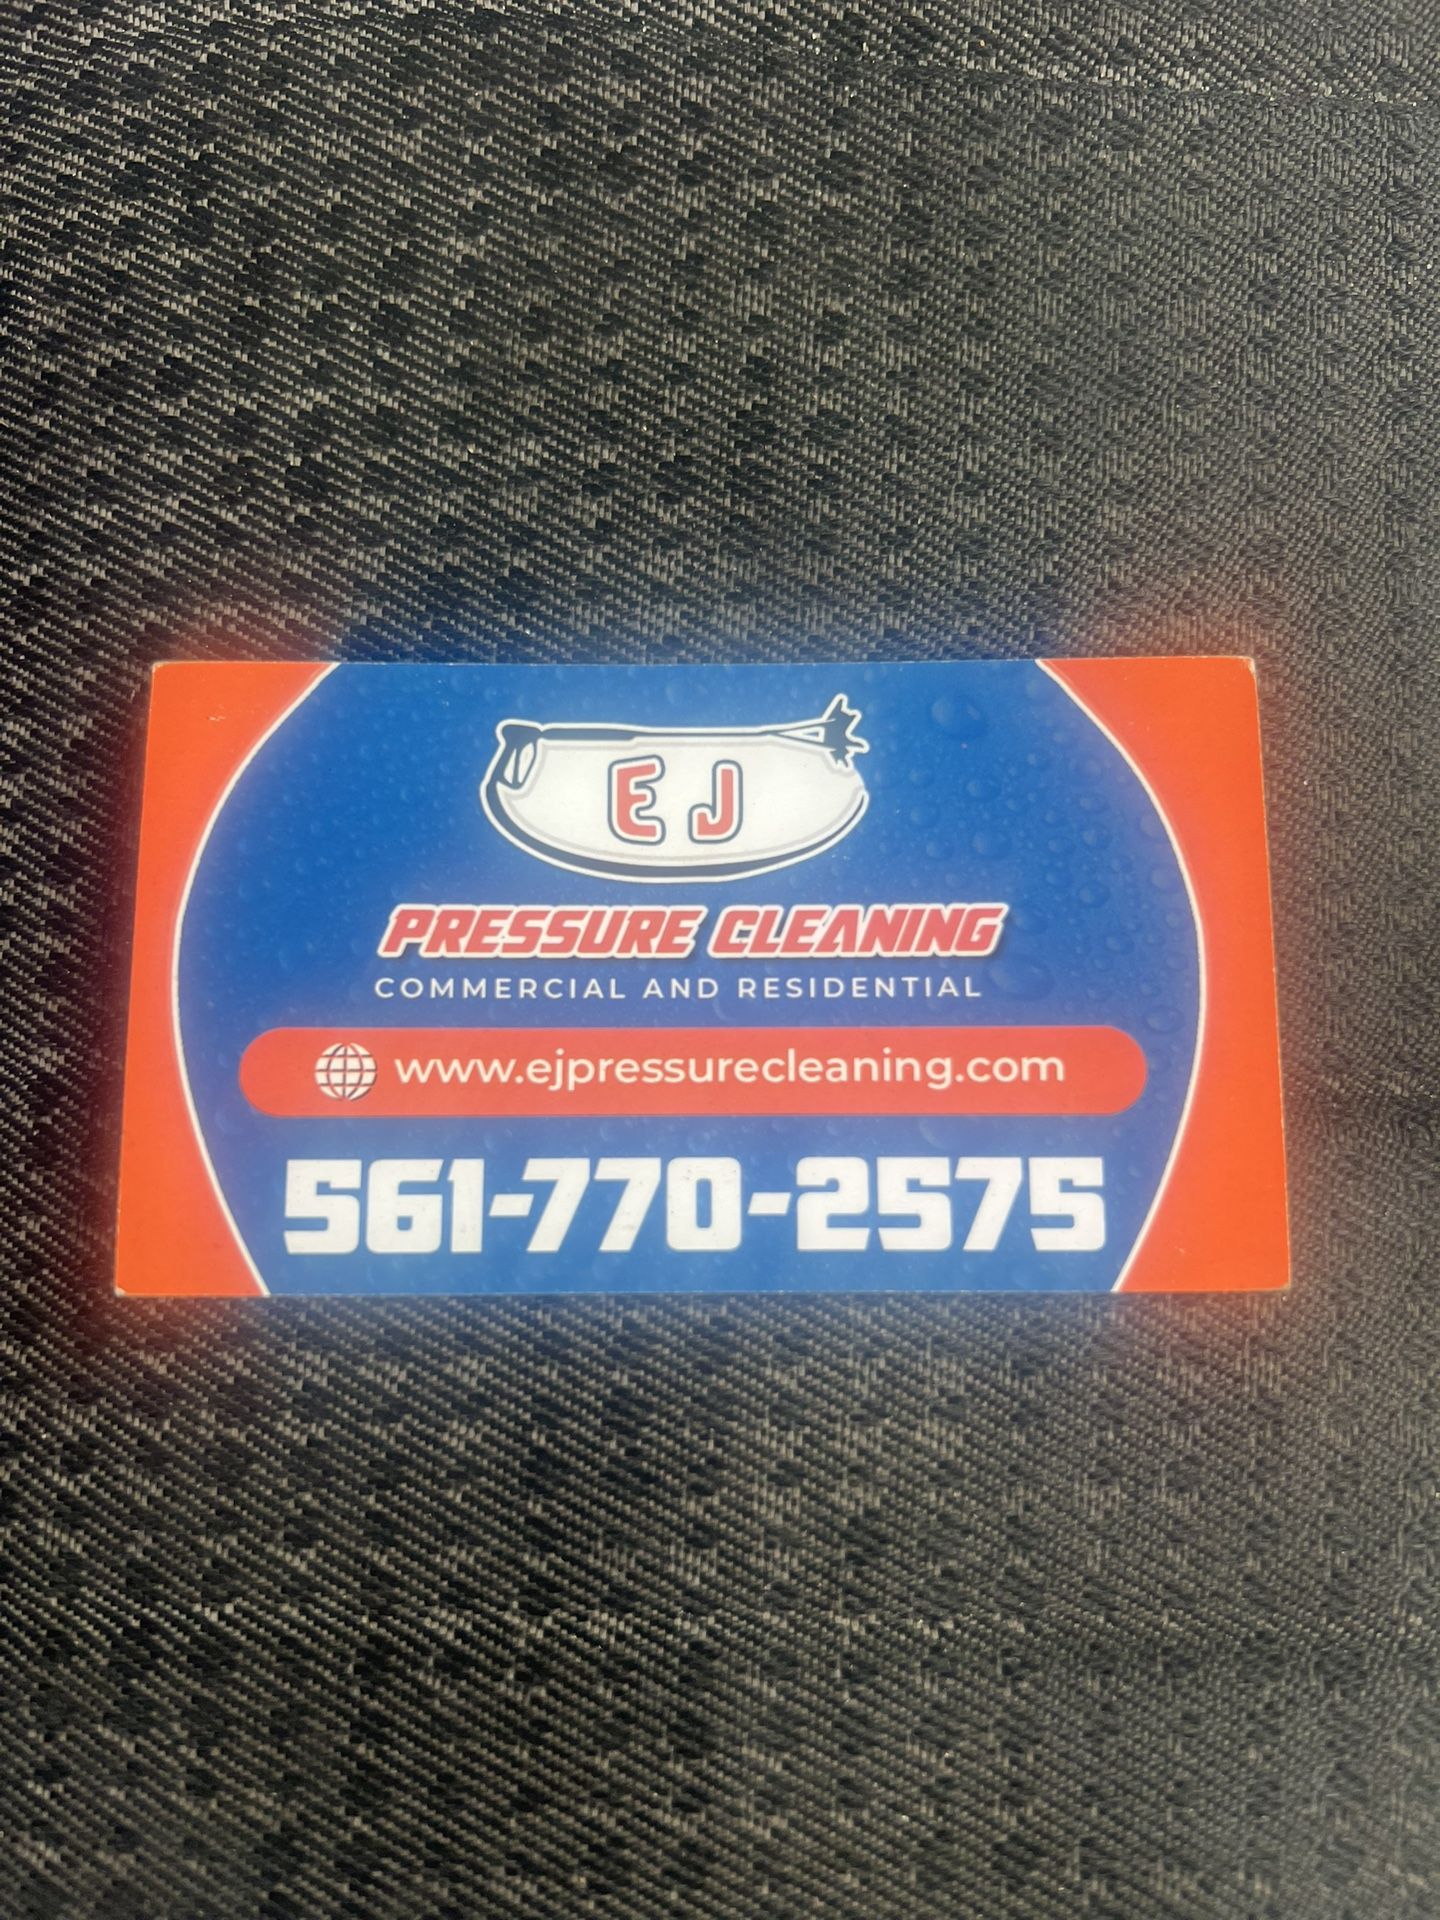 E J
PRESSURE CLEANING
COMMERCIAL AND RESIDENTIAL
www.ejpressurecleaning.com
561-770-2575